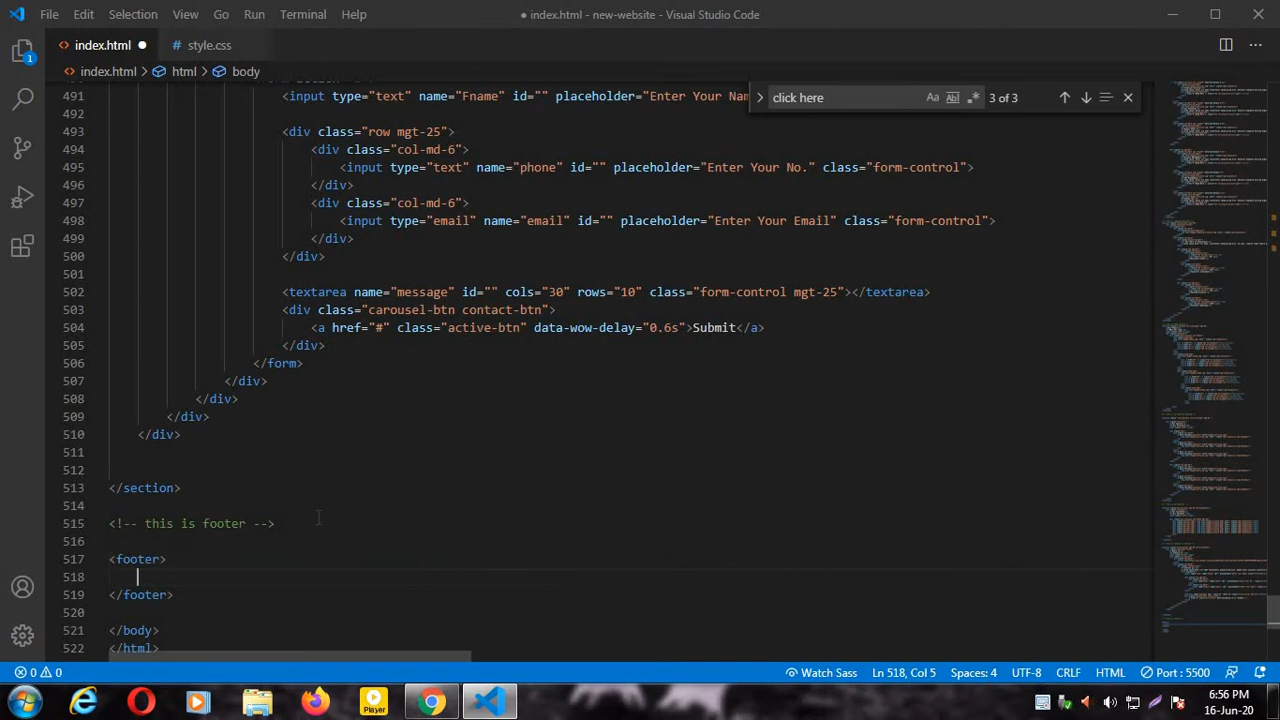 File Edit Selection View Go Run Terminal Help
● index.html - new-website - Visual Studio Code
index.html ● style.css
index.html > html > body
where 3 of 3
491 <input type="text" name="Fname" id="" placeholder="Enter Your Nam
492
493 <div class="row mgt-25">
494 <div class="col-md-6">
495 <input type="text" name="Lname" id="" placeholder="Enter Your No." class="form-control
496 </div>
497 <div class="col-md-6">
498 <input type="email" name="email" id="" placeholder="Enter Your Email" class="form-control">
499 </div>
500 </div>
501
502 <textarea name="message" id="" cols="30" rows="10" class="form-control mgt-25"></textarea>
503 <div class="carousel-btn contact-btn">
504 <a href="#" class="active-btn" data-wow-delay="0.6s">Submit</a>
505 </div>
506 </form>
507 </div>
508 </div>
509 </div>
510 </div>
511
512
513 </section>
514
515 <!-- this is footer -->
516
517 <footer>
518
519 </footer>
520
521 </body>
522 </html>
0 0 Watch Sass Ln 518, Col 5 Spaces: 4 UTF-8 CRLF HTML Port : 5500
Player
6:56 PM
16-Jun-20